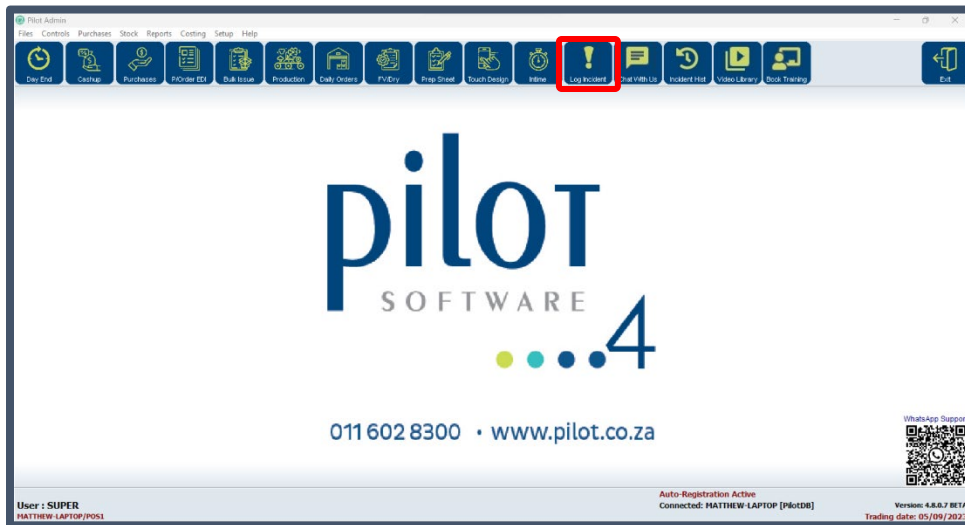 Pilot Admin
Files Controls Purchases Stock Reports Costing Setup Help
Day End Cashup Purchases P/Order EDI Bulk Issue Production Daily Orders FV/Dry Prep Sheet Touch Design Intime Log Incident Chat With Us Incident Hist Video Library Book Training Exit
pilot
SOFTWARE
4
011 602 8300 • www.pilot.co.za
WhatsApp Support
Auto-Registration Active
User : SUPER Connected: MATTHEW-LAPTOP [PilotDB] Version: 4.8.0.7 BETA
MATTHEW-LAPTOP/POS1 Trading date: 05/09/2023